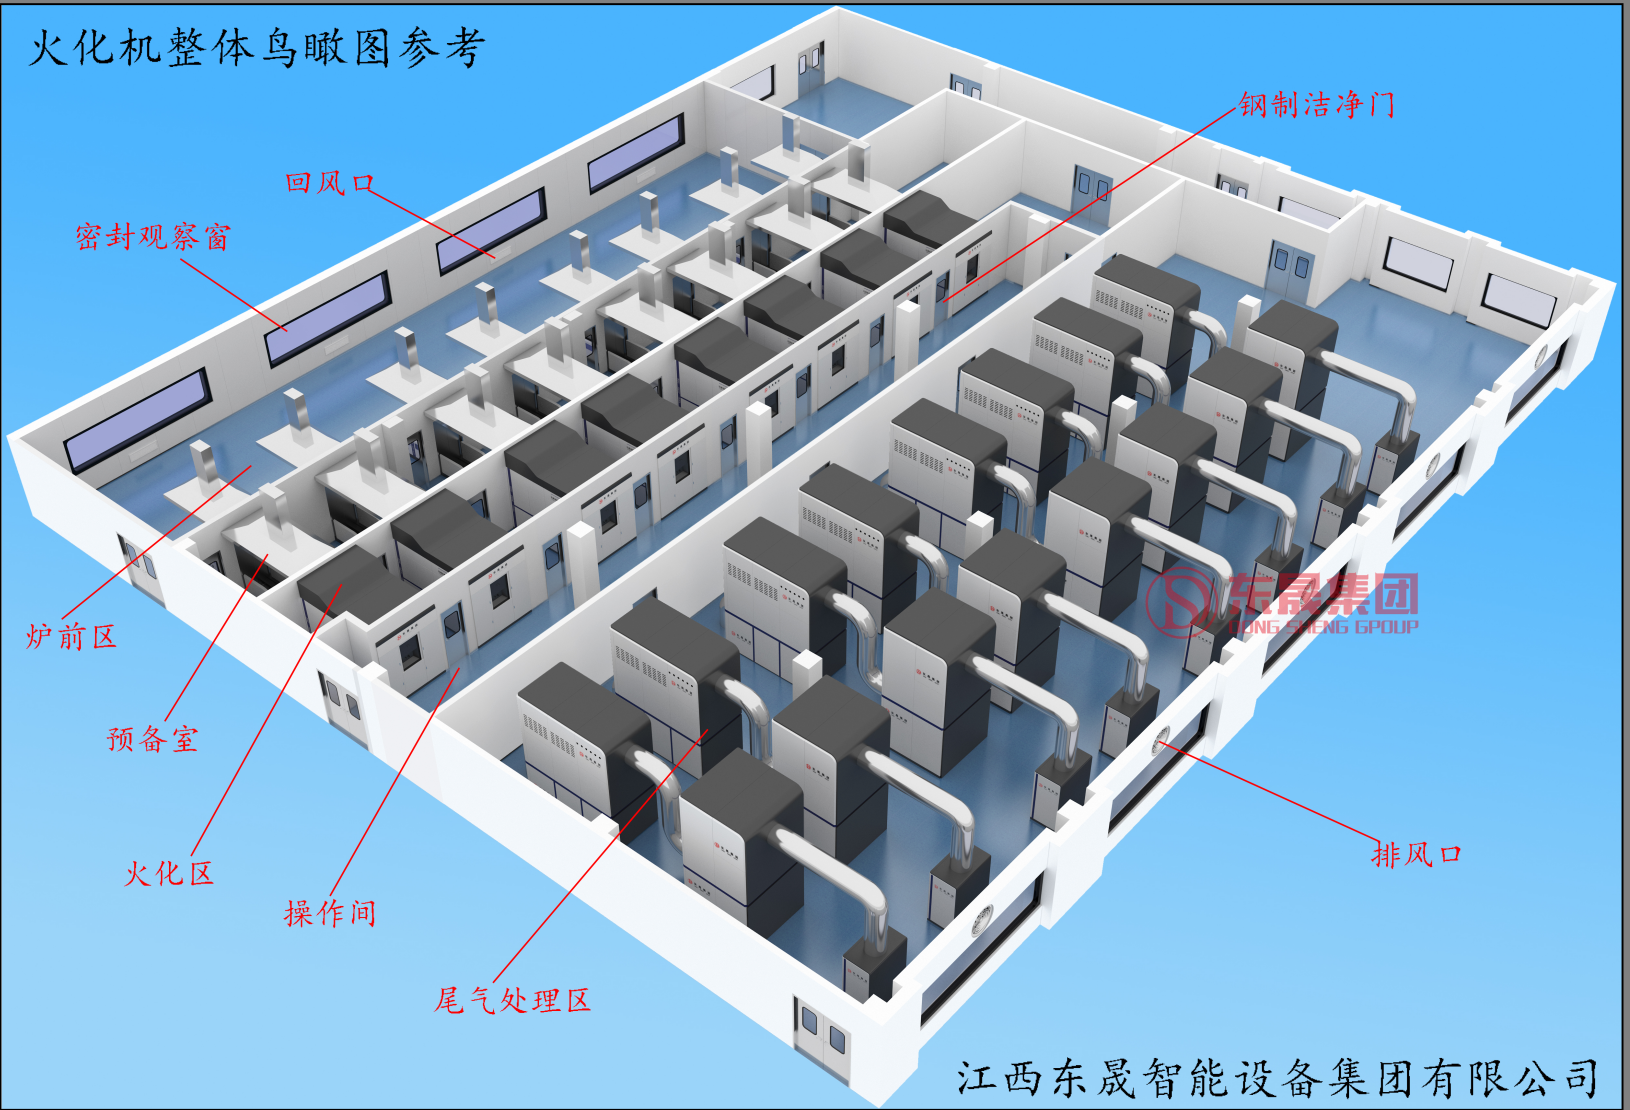 火化机整体鸟瞰图参考
钢制洁净门
回风口
密封观察窗
东晟集团
DONG SHENG GPOUP
炉前区
预备室
火化区
操作间
排风口
尾气处理区
江西东晟智能设备集团有限公司